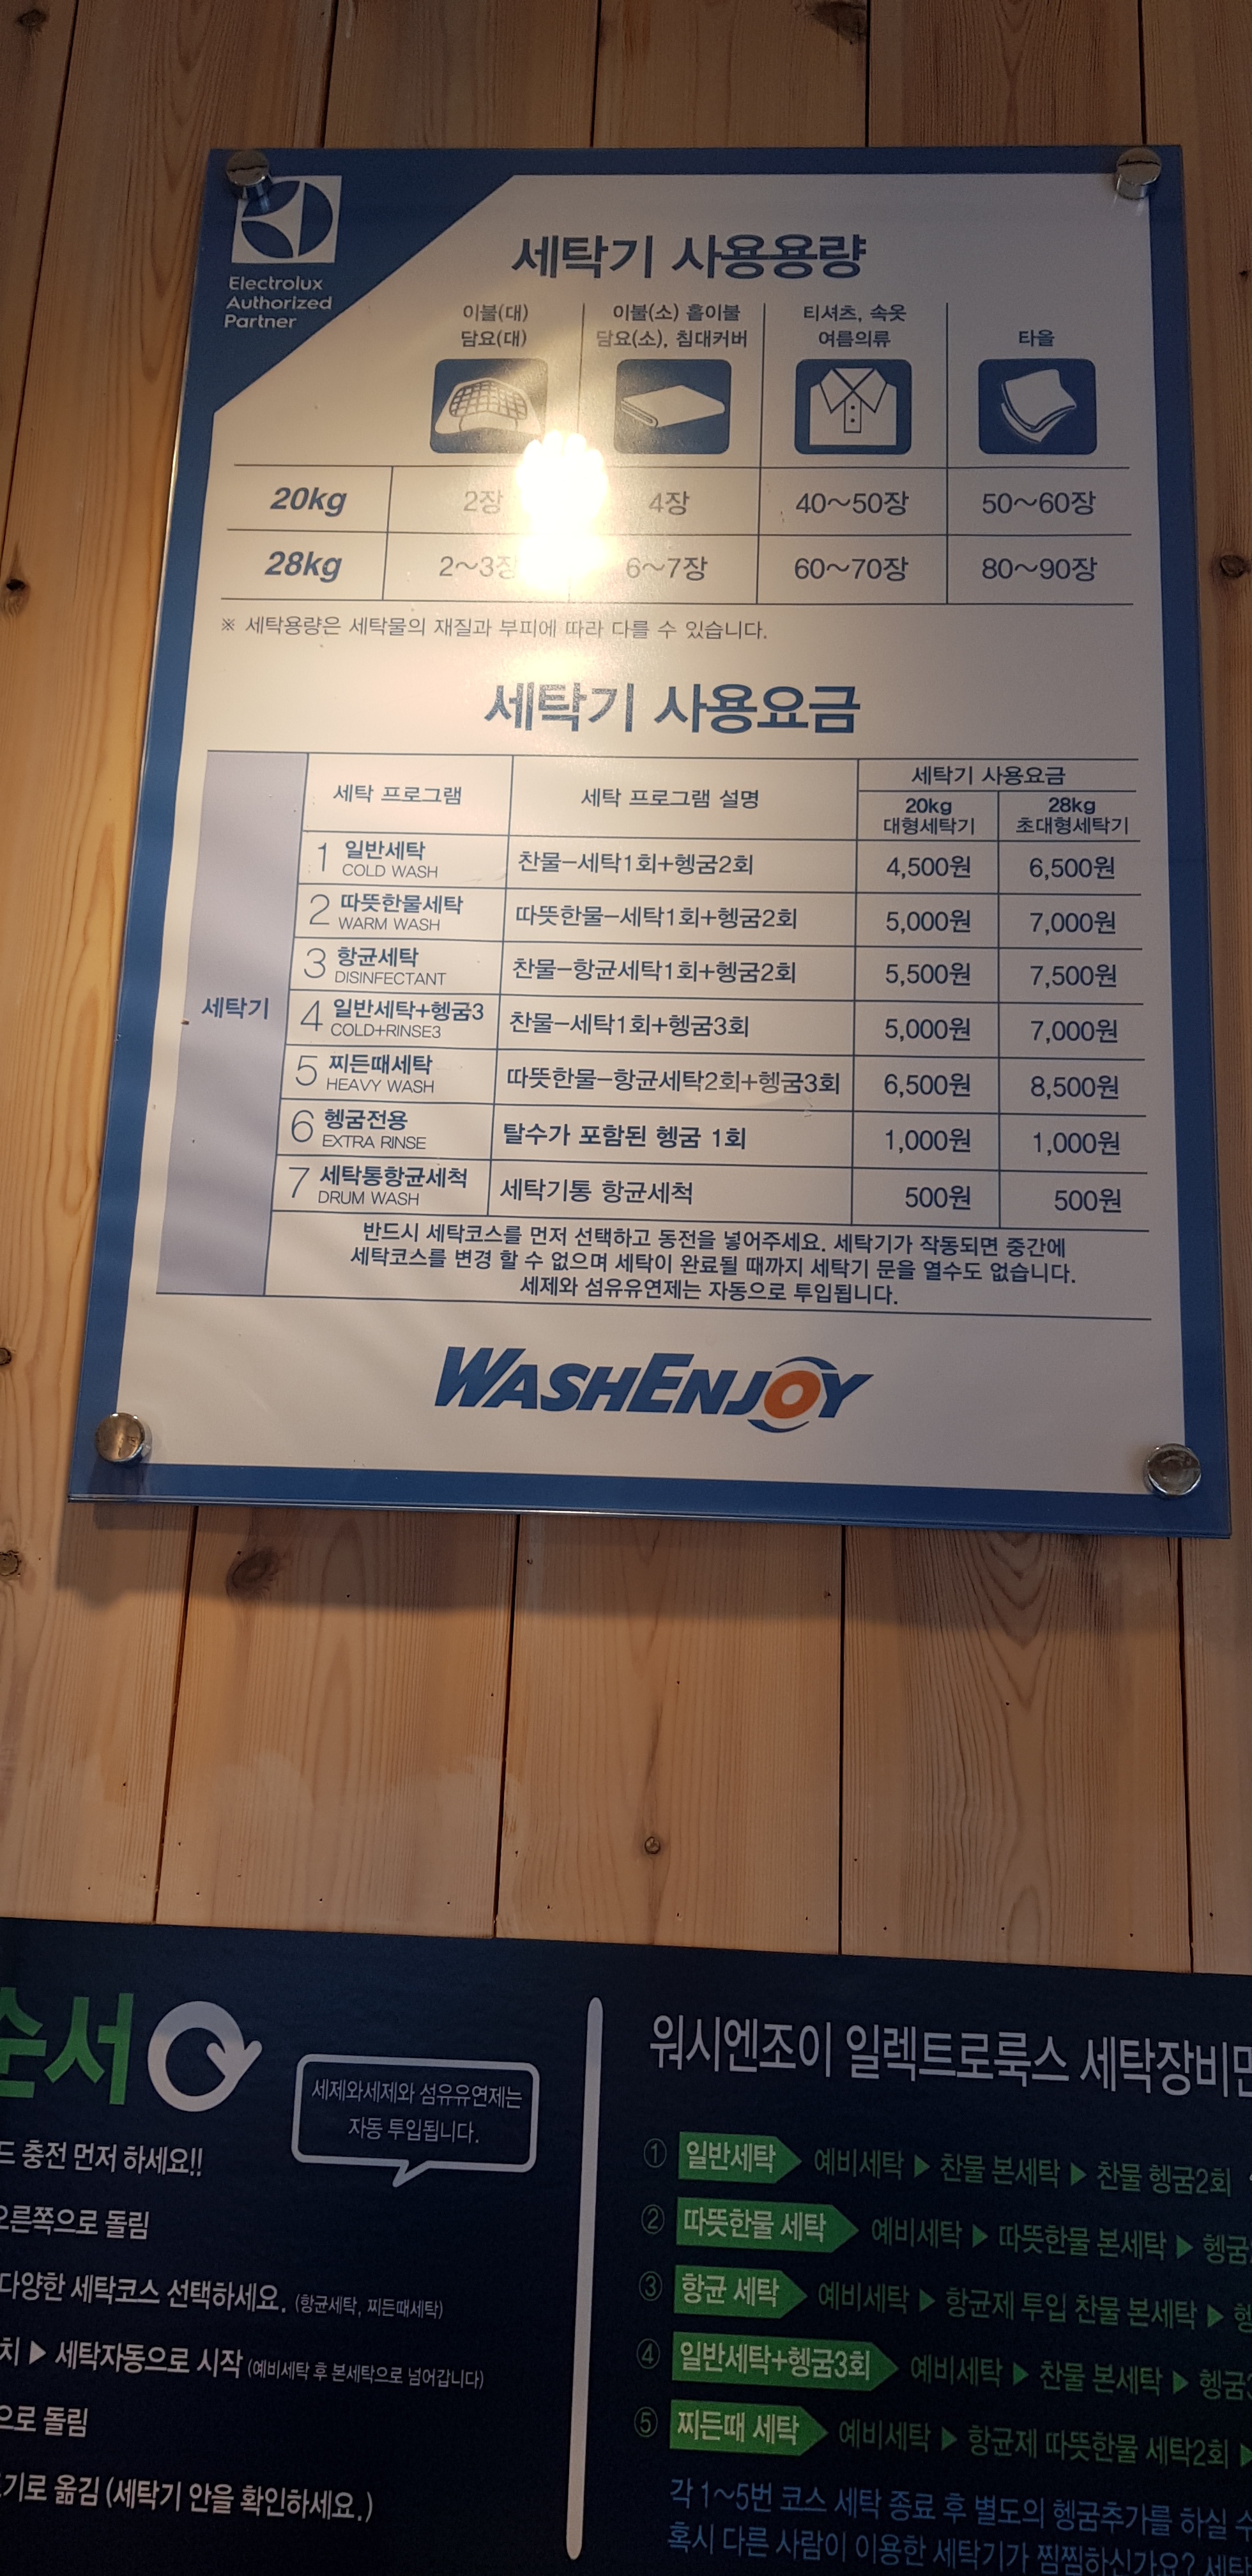 Electrolux
Authorized
Partner
세탁기 사용용량
이불(대)
담요(대)
이불(소) 홑이불
담요(소), 침대커버
티셔츠, 속옷
여름의류
타올
20kg 2장 4장 40~50장 50~60장
28kg 2~3장 6~7장 60~70장 80~90장
※ 세탁용량은 세탁물의 재질과 부피에 따라 다를 수 있습니다.
세탁기 사용요금
세탁기
세탁 프로그램 세탁 프로그램 설명 세탁기 사용요금
20kg
대형세탁기
28kg
초대형세탁기
1 일반세탁
COLD WASH
찬물-세탁1회+헹굼2회 4,500원 6,500원
2 따뜻한물세탁
WARM WASH
따뜻한물-세탁1회+헹굼2회 5,000원 7,000원
3 항균세탁
DISINFECTANT
찬물-항균세탁1회+헹굼2회 5,500원 7,500원
4 일반세탁+헹굼3
COLD+RINSE3
찬물-세탁1회+헹굼3회 5,000원 7,000원
5 찌든때세탁
HEAVY WASH
따뜻한물-항균세탁2회+헹굼3회 6,500원 8,500원
6 헹굼전용
EXTRA RINSE
탈수가 포함된 헹굼 1회 1,000원 1,000원
7 세탁통항균세척
DRUM WASH
세탁기통 항균세척 500원 500원
반드시 세탁코스를 먼저 선택하고 동전을 넣어주세요. 세탁기가 작동되면 중간에
세탁코스를 변경 할 수 없으며 세탁이 완료될 때까지 세탁기 문을 열수도 없습니다.
세제와 섬유유연제는 자동으로 투입됩니다.
WASHENJOY
순서
세제와세제와 섬유유연제는
자동 투입됩니다.
드 충전 먼저 하세요!!
오른쪽으로 돌림
다양한 세탁코스 선택하세요. (항균세탁, 찌든때세탁)
치 ▶ 세탁자동으로 시작 (예비세탁 후 본세탁으로 넘어갑니다)
으로 돌림
기로 옮김 (세탁기 안을 확인하세요.)
워시엔조이 일렉트로룩스 세탁장비만
① 일반세탁 예비세탁 ▶ 찬물 본세탁 ▶ 찬물 헹굼2회
② 따뜻한물 세탁 예비세탁 ▶ 따뜻한물 본세탁 ▶ 헹굼
③ 항균 세탁 예비세탁 ▶ 항균제 투입 찬물 본세탁 ▶
④ 일반세탁+헹굼3회 예비세탁 ▶ 찬물 본세탁 ▶ 헹굼
⑤ 찌든때 세탁 예비세탁 ▶ 항균제 따뜻한물 세탁2회 ▶
각 1~5번 코스 세탁 종료 후 별도의 헹굼추가를 하실 수
혹시 다른 사람이 이용한 세탁기가 찜찜하신가요?